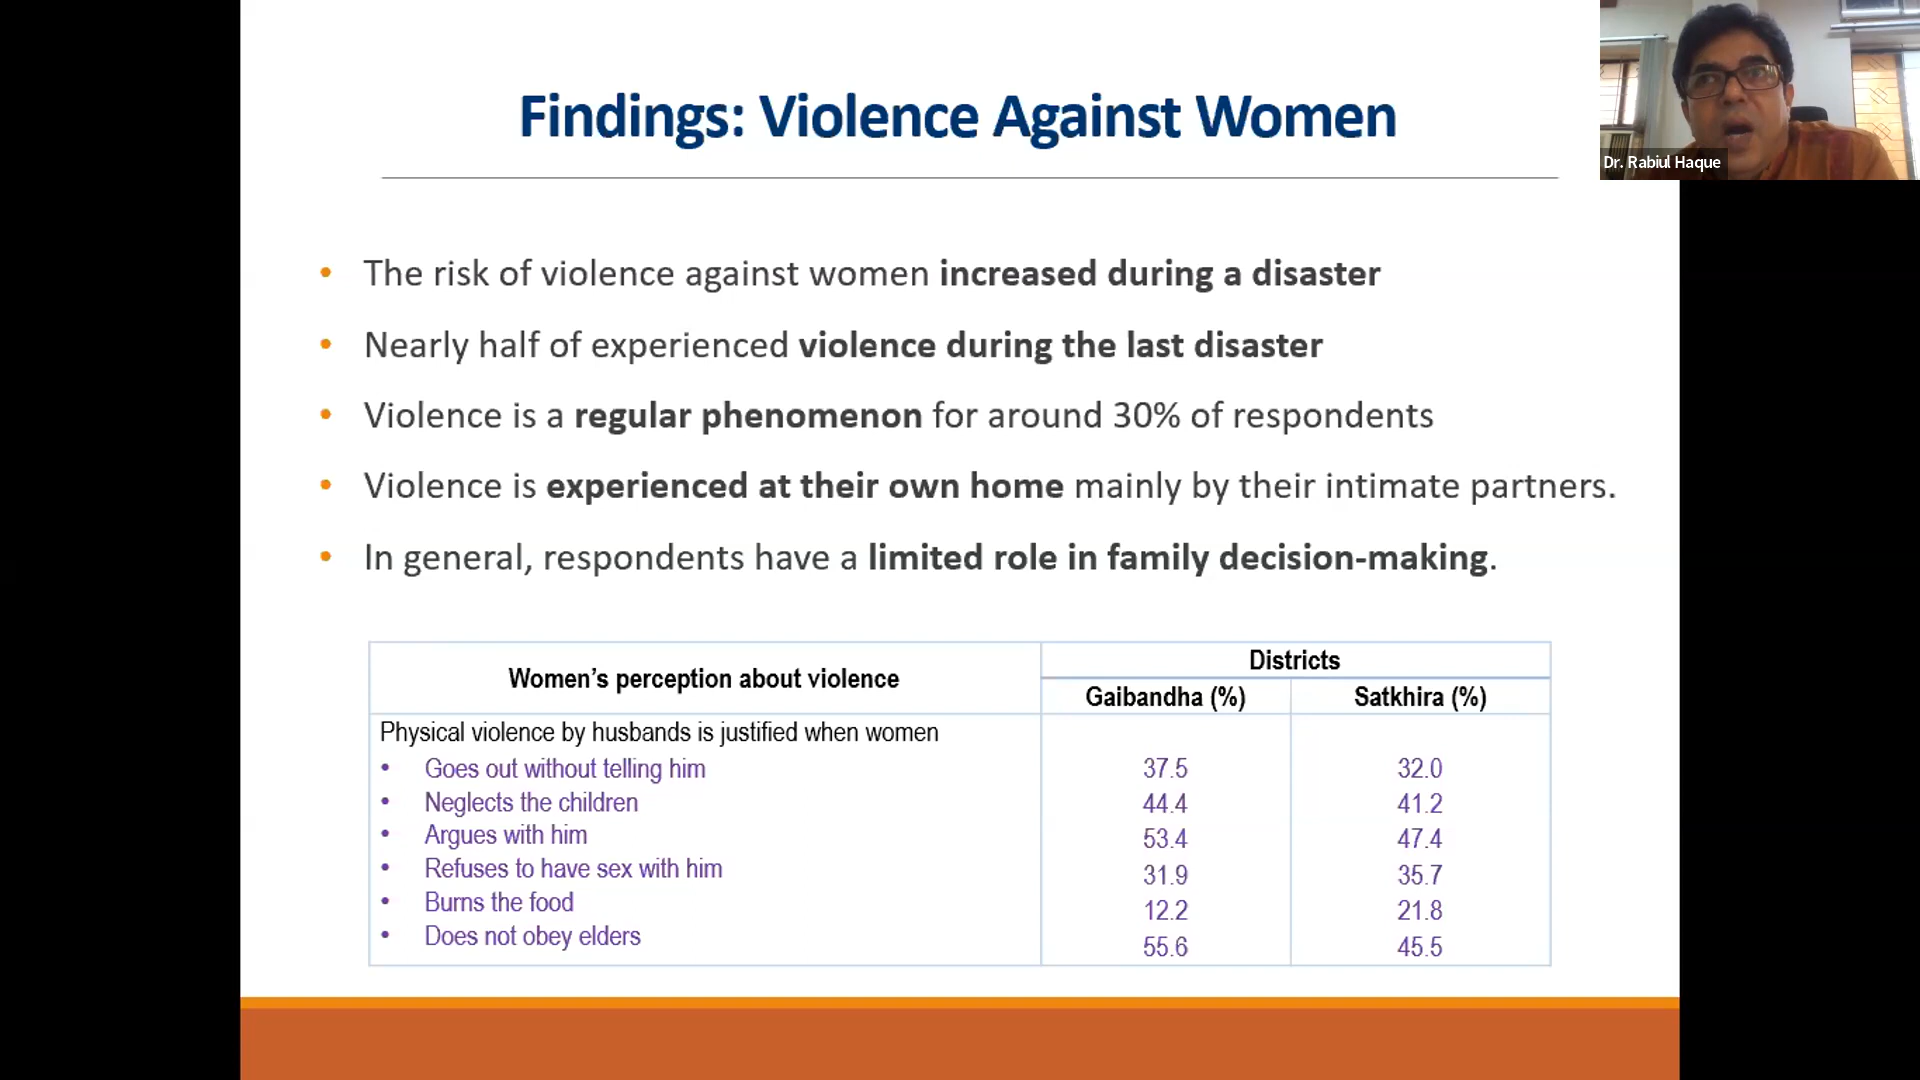 Findings: Violence Against Women
Dr. Rabiul Haque
• The risk of violence against women increased during a disaster
• Nearly half of experienced violence during the last disaster
• Violence is a regular phenomenon for around 30% of respondents
• Violence is experienced at their own home mainly by their intimate partners.
• In general, respondents have a limited role in family decision-making.
Women's perception about violence
Districts
Gaibandha (%) Satkhira (%)
Physical violence by husbands is justified when women
• Goes out without telling him 37.5 32.0
• Neglects the children 44.4 41.2
• Argues with him 53.4 47.4
• Refuses to have sex with him 31.9 35.7
• Burns the food 12.2 21.8
• Does not obey elders 55.6 45.5